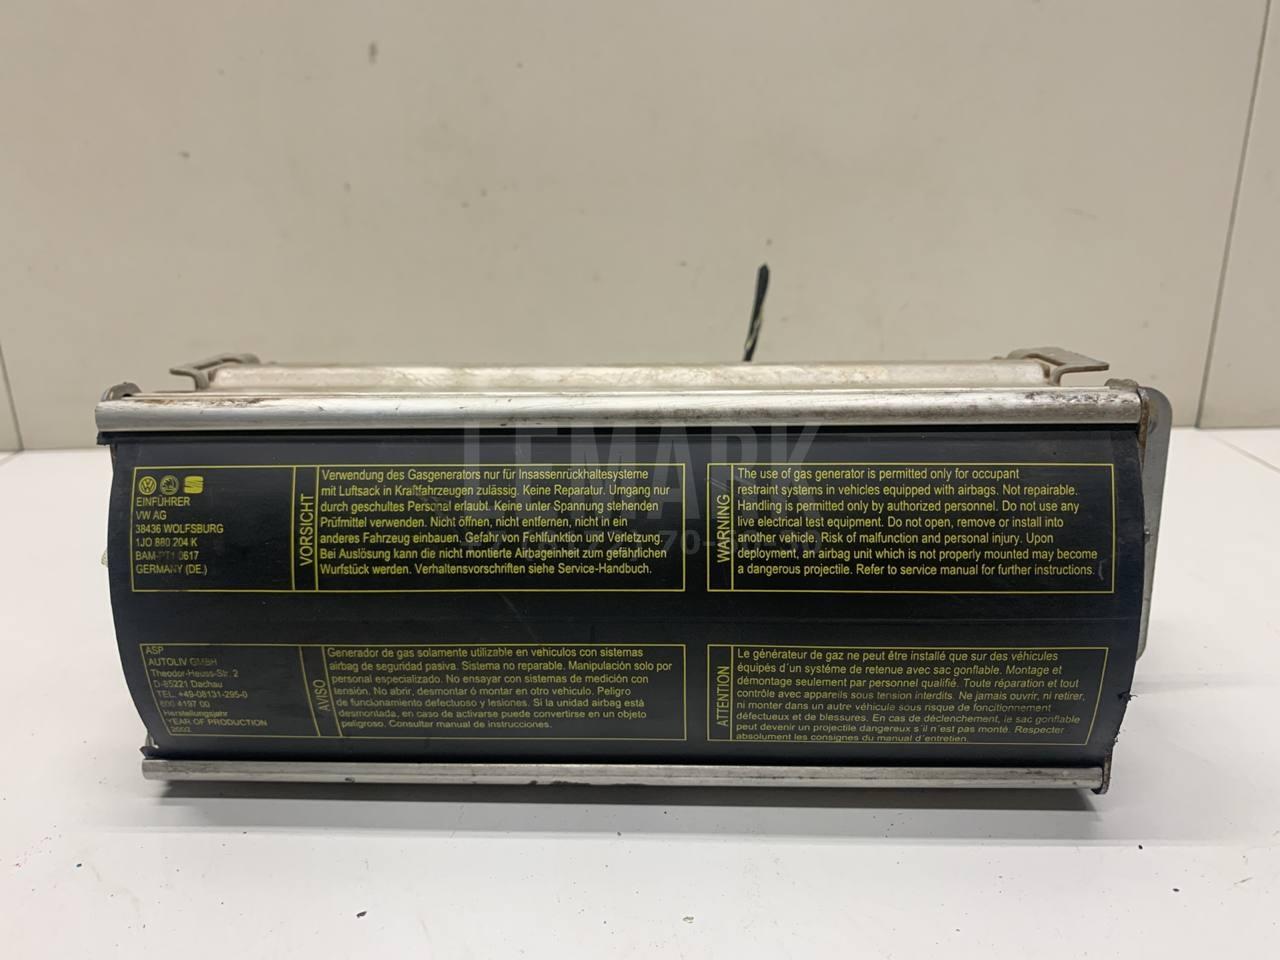 EINFÜHRER
VW AG
38436 WOLFSBURG
1JO 880 204 K
BAM-PT1 0617
GERMANY (DE.)
VORSICHT
Verwendung des Gasgenerators nur für Insassenrückhaltesysteme
mit Luftsack in Kraftfahrzeugen zulässig. Keine Reparatur. Umgang nur
durch geschultes Personal erlaubt. Keine unter Spannung stehenden
Prüfmittel verwenden. Nicht öffnen, nicht entfernen, nicht in ein
anderes Fahrzeug einbauen. Gefahr von Fehlfunktion und Verletzung.
Bei Auslösung kann die nicht montierte Airbageinheit zum gefährlichen
Wurfstück werden. Verhaltensvorschriften siehe Service-Handbuch.
WARNING
The use of gas generator is permitted only for occupant
restraint systems in vehicles equipped with airbags. Not repairable.
Handling is permitted only by authorized personnel. Do not use any
live electrical test equipment. Do not open, remove or install into
another vehicle. Risk of malfunction and personal injury. Upon
deployment, an airbag unit which is not properly mounted may become
a dangerous projectile. Refer to service manual for further instructions.
ASP
AUTOLIV GMBH
Theodor-Heuss-Str. 2
D-85221 Dachau
TEL. +49-08131-295-0
600 4197 00
Herstellungsjahr
YEAR OF PRODUCTION
2002
AVISO
Generador de gas solamente utilizable en vehiculos con sistemas
airbag de seguridad pasiva. Sistema no reparable. Manipulación solo por
personal especializado. No ensayar con sistemas de medición con
tensión. No abrir, desmontar ó montar en otro vehiculo. Peligro
de funcionamiento defectuoso y lesiones. Si la unidad airbag está
desmontada, en caso de activarse puede convertirse en un objeto
peligroso. Consultar manual de instrucciones.
ATTENTION
Le générateur de gaz ne peut être installé que sur des véhicules
équipés d´un système de retenue avec sac gonflable. Montage et
démontage seulement par personnel qualifié. Toute réparation et tout
contrôle avec appareils sous tension interdits. Ne jamais ouvrir, ni retirer,
ni monter dans un autre véhicule sous risque de fonctionnement
défectueux et de blessures. En cas de déclenchement, le sac gonflable
peut devenir un projectile dangereux s´il n´est pas monté. Respecter
absolument les consignes du manual d´entretien.
LEMARK